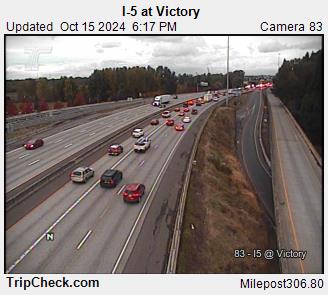 I-5 at Victory
Updated Oct 15 2024 6:17 PM Camera 83
N
83 - I5 @ Victory
TripCheck.com Milepost306.80